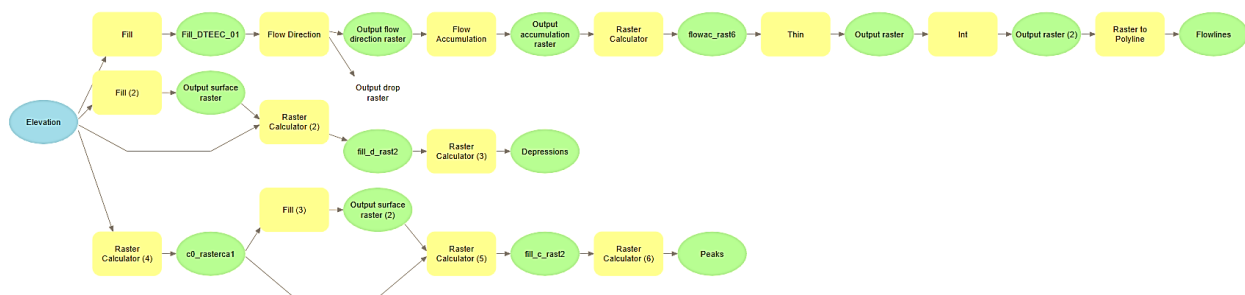 Fill
Fill_DTEEC_01
Flow Direction
Output flow
direction raster
Flow
Accumulation
Output
accumulation
raster
Raster
Calculator
flowac_rast6
Thin
Output raster
Int
Output raster (2)
Raster to
Polyline
Flowlines
Output drop
raster
Elevation
Fill (2)
Output surface
raster
Raster
Calculator (2)
fill_d_rast2
Raster
Calculator (3)
Depressions
Raster
Calculator (4)
c0_rasterca1
Fill (3)
Output surface
raster (2)
Raster
Calculator (5)
fill_c_rast2
Raster
Calculator (6)
Peaks